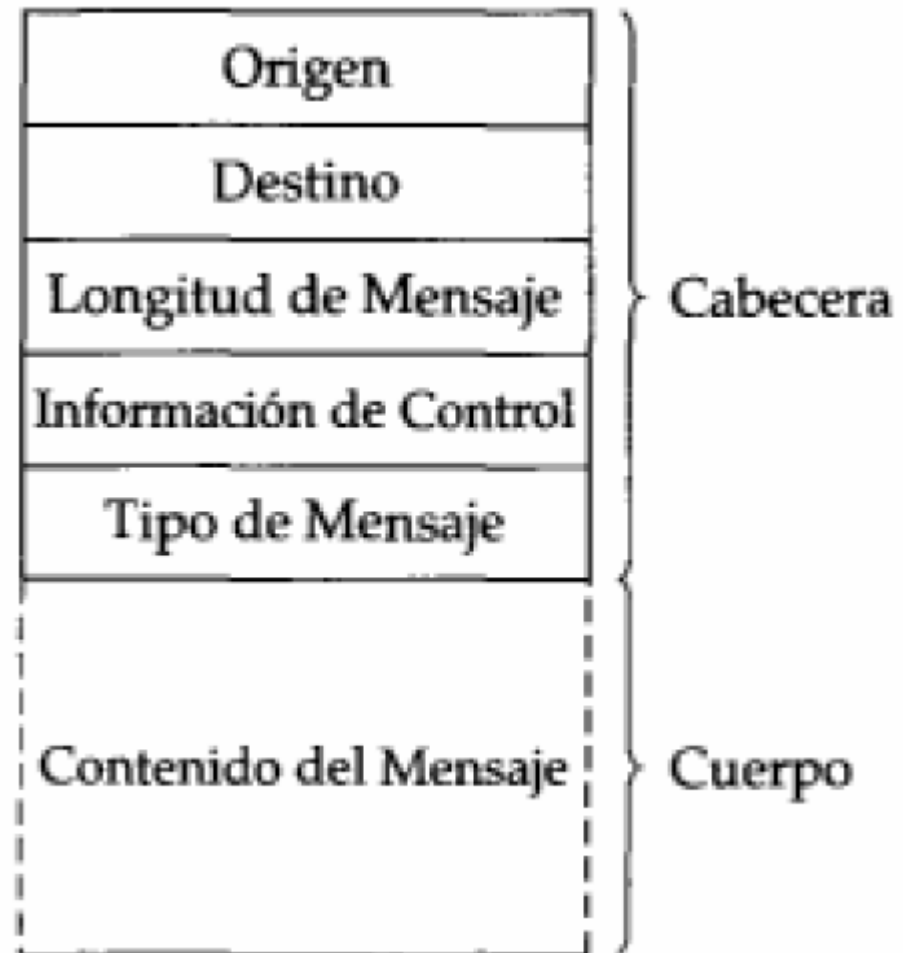 Origen
Destino
Longitud de Mensaje
Cabecera
Información de Control
Tipo de Mensaje
Contenido del Mensaje
Cuerpo